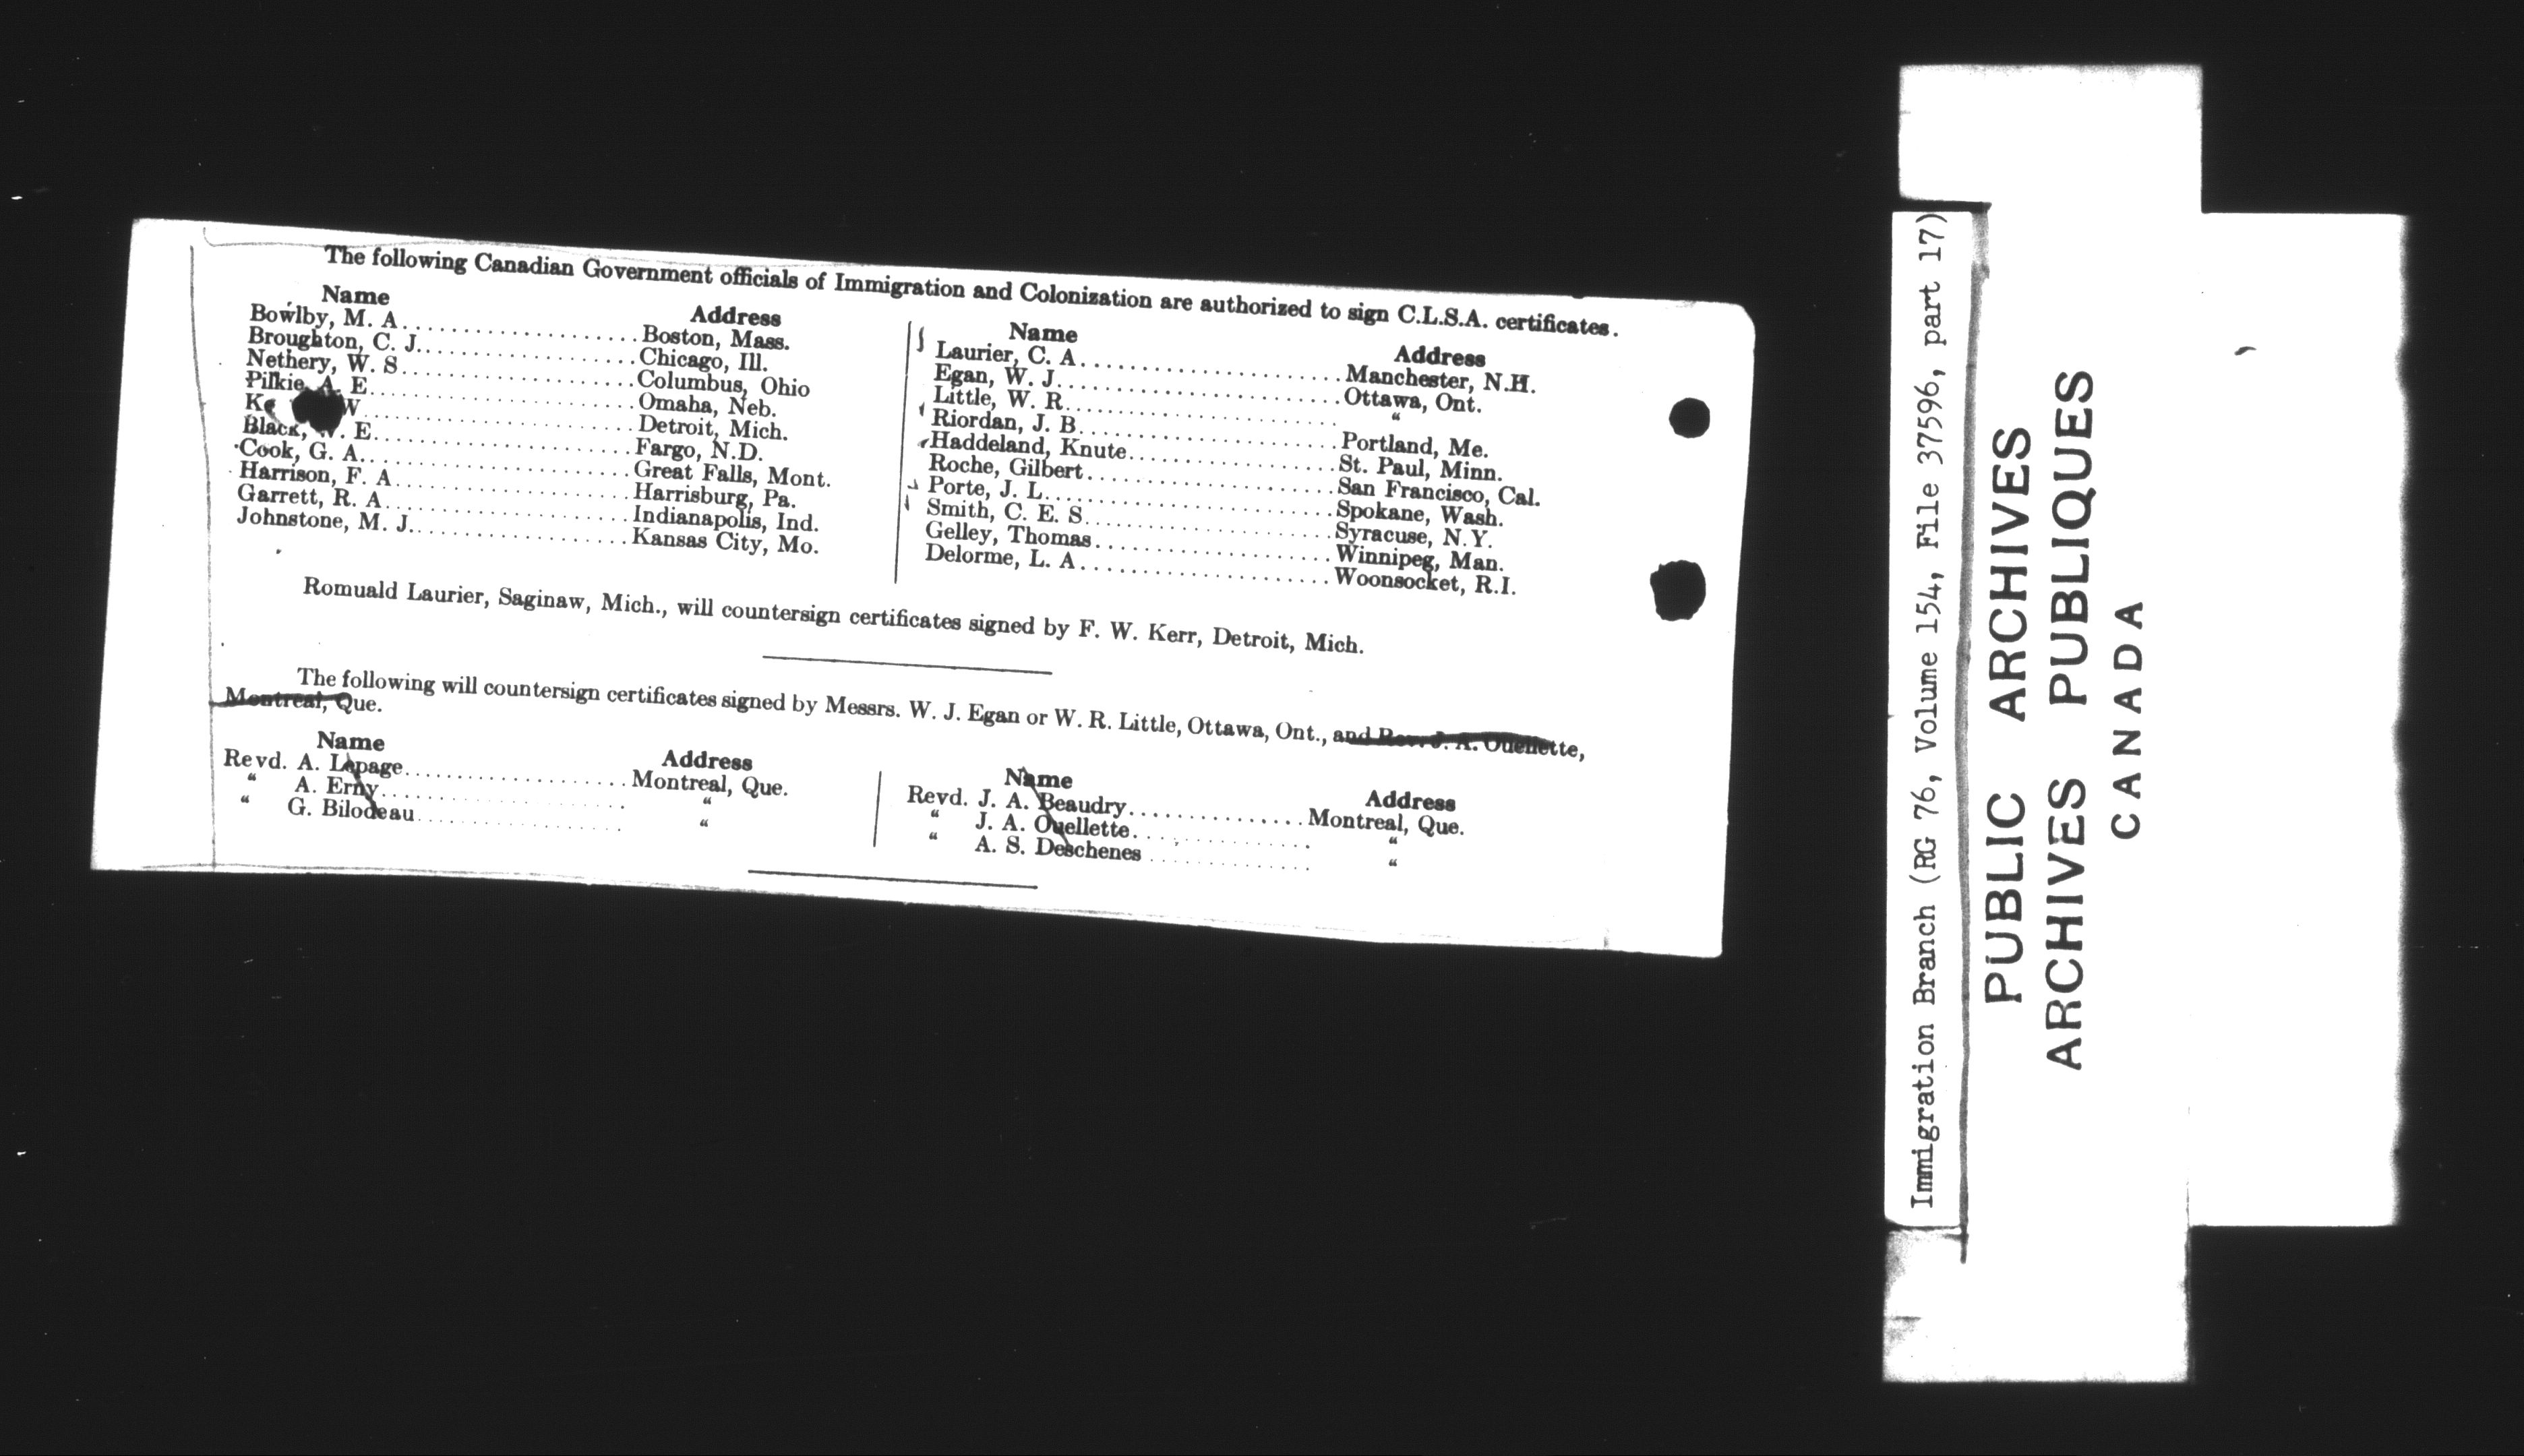 The following Canadian Government officials of Immigration and Colonization are authorized to sign C.L.S.A. certificates.
Name Address
Bowlby, M. A. Boston, Mass.
Broughton, C. J. Chicago, Ill.
Nethery, W. S. Columbus, Ohio
Pilkie, A. E. Omaha, Neb.
W. Detroit, Mich.
Black, W. E. Fargo, N.D.
Cook, G. A. Great Falls, Mont.
Harrison, F. A. Harrisburg, Pa.
Garrett, R. A. Indianapolis, Ind.
Johnstone, M. J. Kansas City, Mo.
Name Address
Laurier, C. A. Manchester, N.H.
Egan, W. J. Ottawa, Ont.
Little, W. R. "
Riordan, J. B. Portland, Me.
Haddeland, Knute St. Paul, Minn.
Roche, Gilbert San Francisco, Cal.
Porte, J. L. Spokane, Wash.
Smith, C. E. S. Syracuse, N.Y.
Gelley, Thomas Winnipeg, Man.
Delorme, L. A. Woonsocket, R.I.
Romuald Laurier, Saginaw, Mich., will countersign certificates signed by F. W. Kerr, Detroit, Mich.
The following will countersign certificates signed by Messrs. W. J. Egan or W. R. Little, Ottawa, Ont., and Rev. J. A. Ouellette,
Montreal, Que.
Name Address
Revd. A. Lepage Montreal, Que.
" A. Erny "
" G. Bilodeau "
Name Address
Revd. J. A. Beaudry Montreal, Que.
" J. A. Ouellette "
" A. S. Deschenes "
Immigration Branch (RG 76, Volume 154, File 37596, part 17)
PUBLIC ARCHIVES
ARCHIVES PUBLIQUES
CANADA